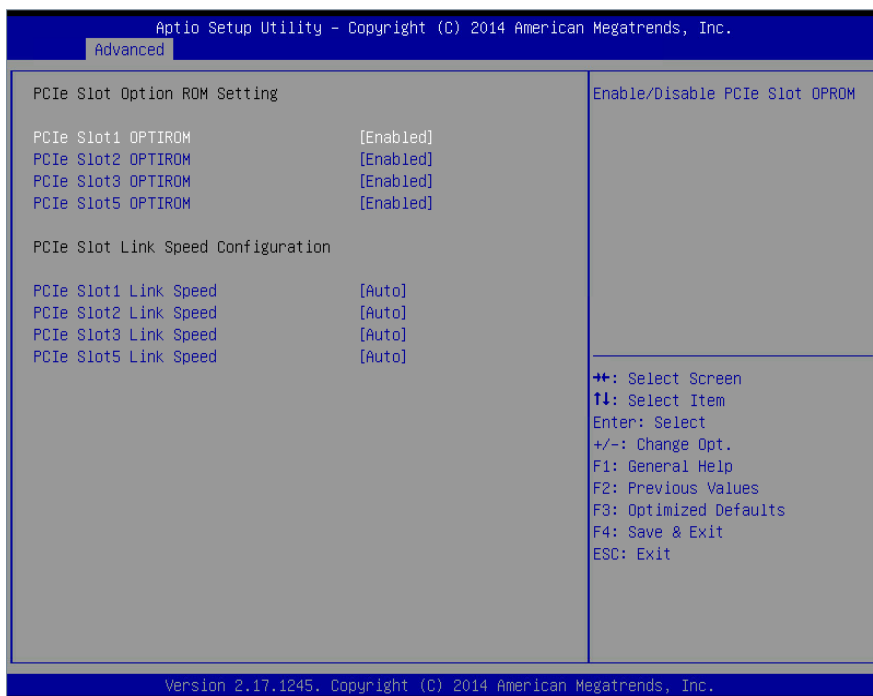 Aptio Setup Utility – Copyright (C) 2014 American Megatrends, Inc.
Advanced
PCIe Slot Option ROM Setting
PCIe Slot1 OPTIROM [Enabled]
PCIe Slot2 OPTIROM [Enabled]
PCIe Slot3 OPTIROM [Enabled]
PCIe Slot5 OPTIROM [Enabled]
PCIe Slot Link Speed Configuration
PCIe Slot1 Link Speed [Auto]
PCIe Slot2 Link Speed [Auto]
PCIe Slot3 Link Speed [Auto]
PCIe Slot5 Link Speed [Auto]
Enable/Disable PCIe Slot OPROM
→←: Select Screen
↑↓: Select Item
Enter: Select
+/-: Change Opt.
F1: General Help
F2: Previous Values
F3: Optimized Defaults
F4: Save & Exit
ESC: Exit
Version 2.17.1245. Copyright (C) 2014 American Megatrends, Inc.